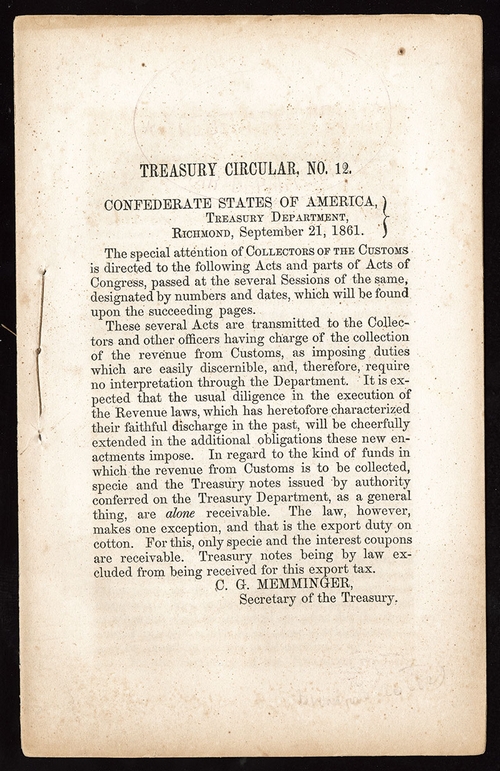 TREASURY CIRCULAR, NO. 12.
CONFEDERATE STATES OF AMERICA,
TREASURY DEPARTMENT,
RICHMOND, September 21, 1861.
The special attention of COLLECTORS OF THE CUSTOMS
is directed to the following Acts and parts of Acts of
Congress, passed at the several Sessions of the same,
designated by numbers and dates, which will be found
upon the succeeding pages.
These several Acts are transmitted to the Collec-
tors and other officers having charge of the collection
of the revenue from Customs, as imposing duties
which are easily discernible, and, therefore, require
no interpretation through the Department. It is ex-
pected that the usual diligence in the execution of
the Revenue laws, which has heretofore characterized
their faithful discharge in the past, will be cheerfully
extended in the additional obligations these new en-
actments impose. In regard to the kind of funds in
which the revenue from Customs is to be collected,
specie and the Treasury notes issued by authority
conferred on the Treasury Department, as a general
thing, are alone receivable. The law, however,
makes one exception, and that is the export duty on
cotton. For this, only specie and the interest coupons
are receivable. Treasury notes being by law ex-
cluded from being received for this export tax.
C. G. MEMMINGER,
Secretary of the Treasury.